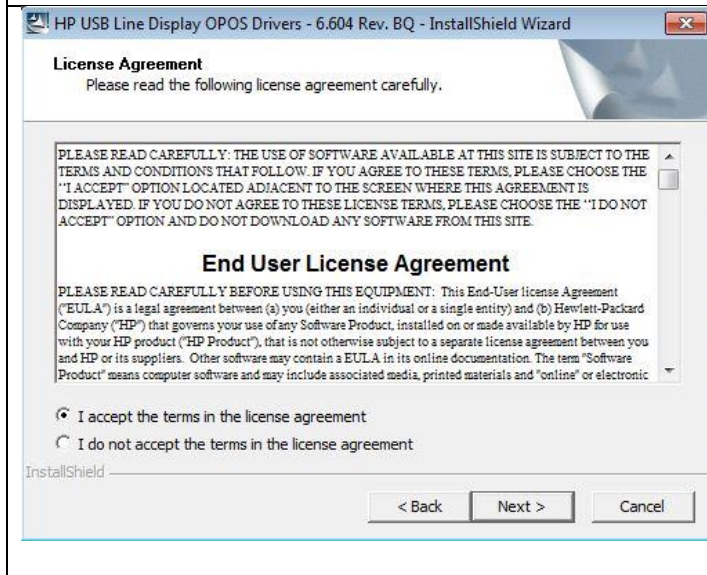 HP USB Line Display OPOS Drivers - 6.604 Rev. BQ - InstallShield Wizard
License Agreement
Please read the following license agreement carefully.
PLEASE READ CAREFULLY: THE USE OF SOFTWARE AVAILABLE AT THIS SITE IS SUBJECT TO THE
TERMS AND CONDITIONS THAT FOLLOW. IF YOU AGREE TO THESE TERMS, PLEASE CHOOSE THE
"I ACCEPT" OPTION LOCATED ADJACENT TO THE SCREEN WHERE THIS AGREEMENT IS
DISPLAYED. IF YOU DO NOT AGREE TO THESE LICENSE TERMS, PLEASE CHOOSE THE "I DO NOT
ACCEPT" OPTION AND DO NOT DOWNLOAD ANY SOFTWARE FROM THIS SITE.
End User License Agreement
PLEASE READ CAREFULLY BEFORE USING THIS EQUIPMENT: This End-User license Agreement
("EULA") is a legal agreement between (a) you (either an individual or a single entity) and (b) Hewlett-Packard
Company ("HP") that governs your use of any Software Product, installed on or made available by HP for use
with your HP product ("HP Product"), that is not otherwise subject to a separate license agreement between you
and HP or its suppliers. Other software may contain a EULA in its online documentation. The term "Software
Product" means computer software and may include associated media, printed materials and "online" or electronic
I accept the terms in the license agreement
I do not accept the terms in the license agreement
InstallShield
< Back Next > Cancel